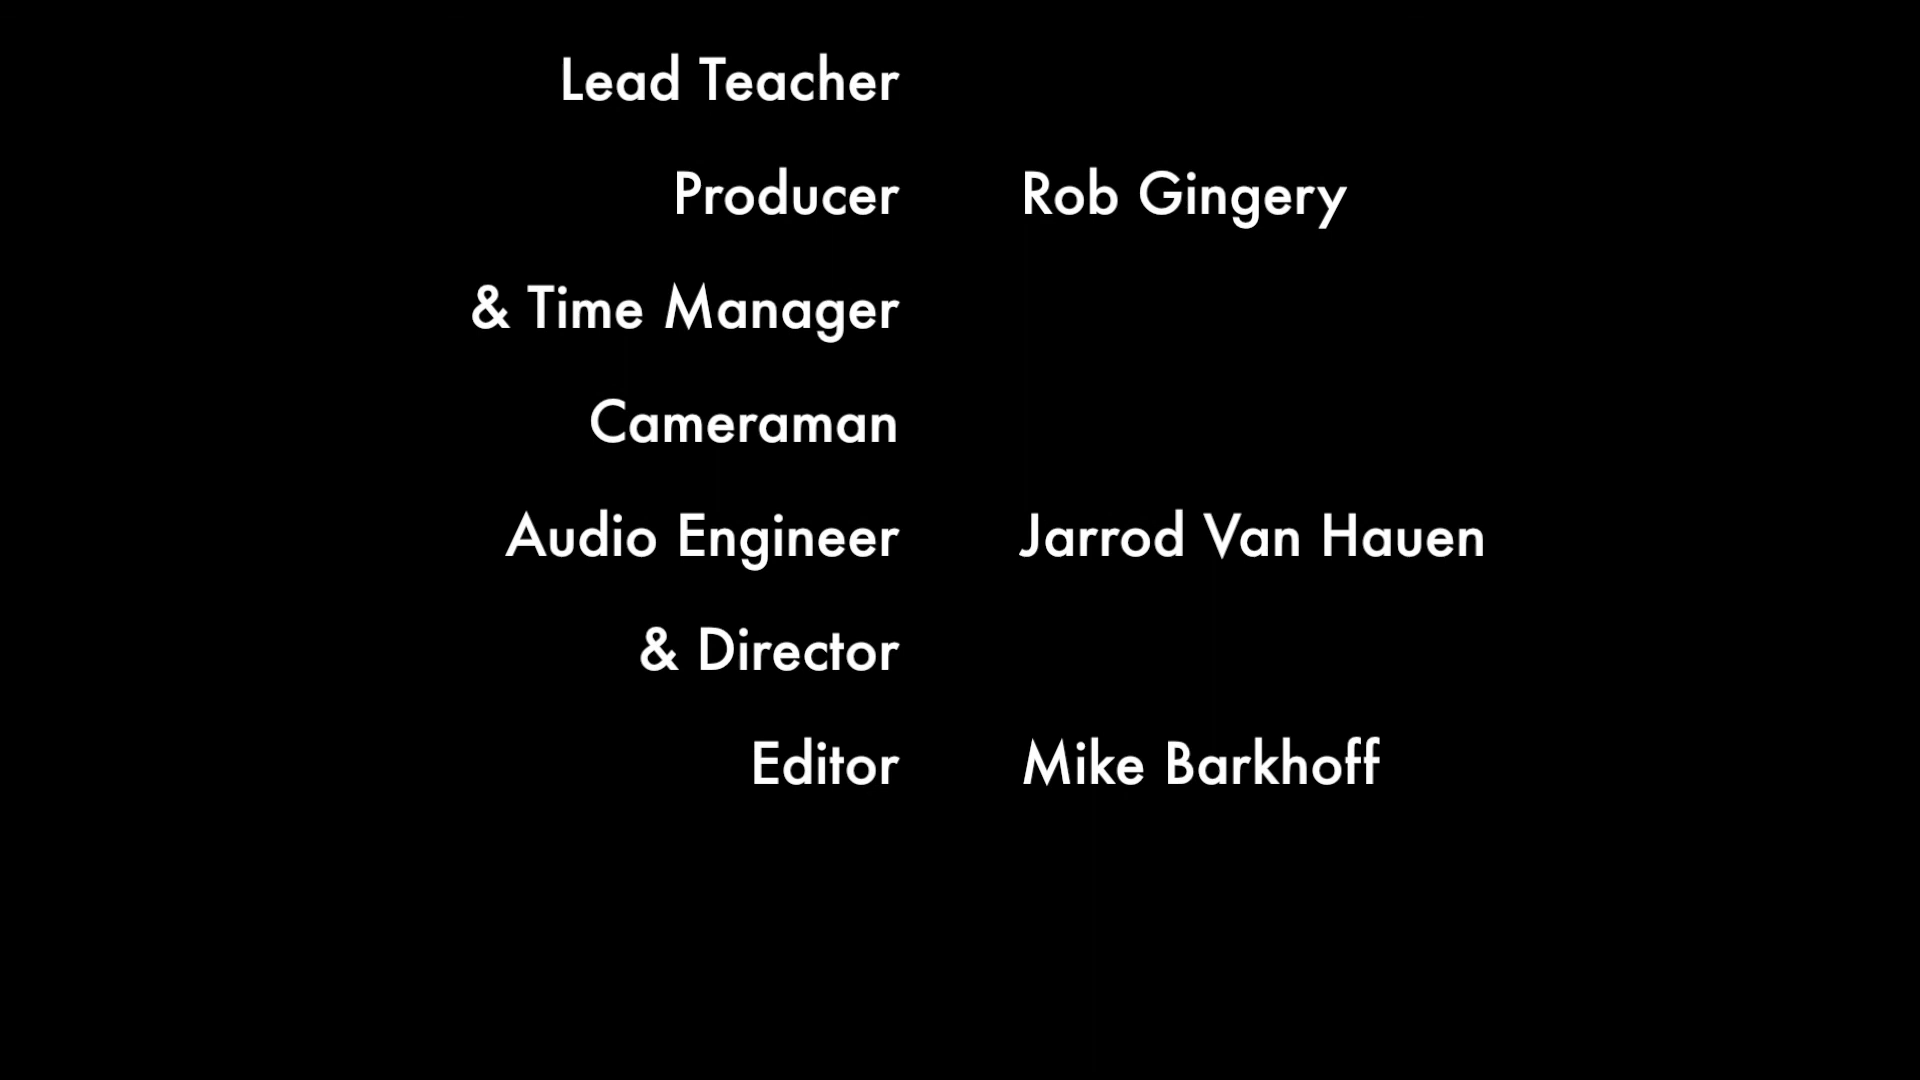 Lead Teacher
Producer Rob Gingery
& Time Manager
Cameraman
Audio Engineer Jarrod Van Hauen
& Director
Editor Mike Barkhoff